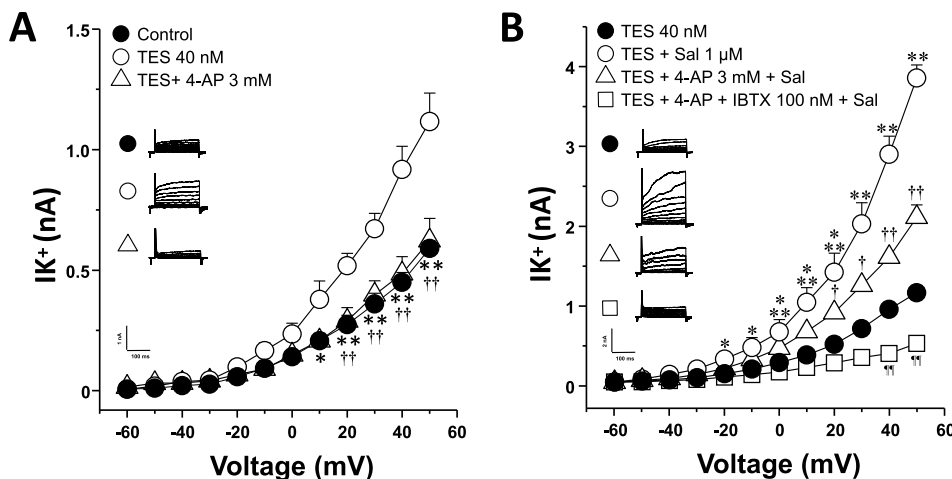 A
Control
TES 40 nM
TES+ 4-AP 3 mM
1.5
1.0
0.5
0
IK⁺ (nA)
1 nA
100 ms
*
**
††
**
††
**
††
**
††
-60 -40 -20 0 20 40 60
Voltage (mV)
B
TES 40 nM
TES + Sal 1 µM
TES + 4-AP 3 mM + Sal
TES + 4-AP + IBTX 100 nM + Sal
4
3
2
1
0
IK⁺ (nA)
2 nA
100 ms
*
*
*
**
*
**
*
**
†
**
†
**
††
¶¶
**
††
¶¶
-60 -40 -20 0 20 40 60
Voltage (mV)